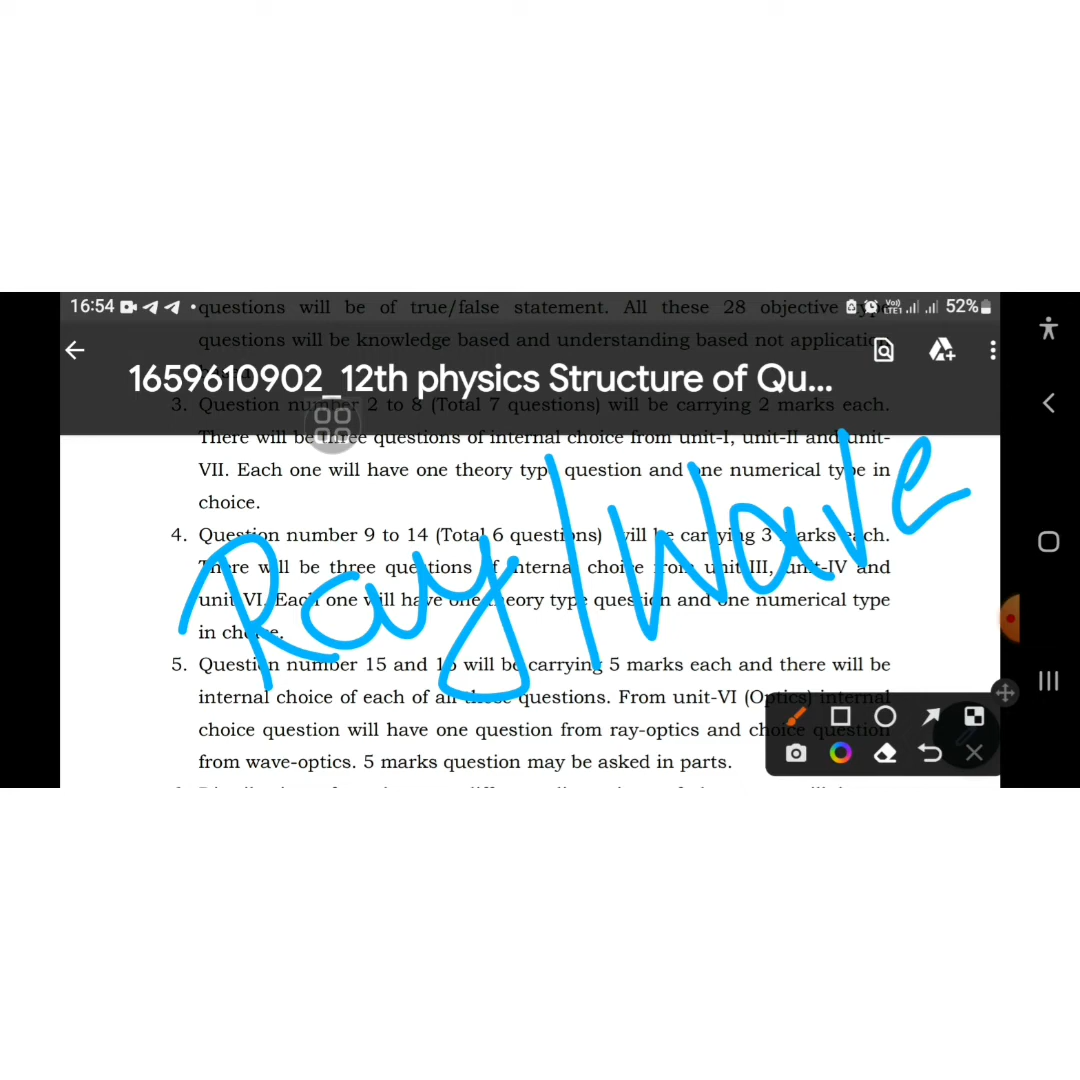 16:54 52%
questions will be of true/false statement. All these 28 objective type
questions will be knowledge based and understanding based not
1659610902_12th physics Structure of Qu...
3. Question number 2 to 8 (Total 7 questions) will be carrying 2 marks each.
There will be three questions of internal choice from unit-I, unit-II and unit-
VII. Each one will have one theory type question and one numerical type in
choice.
4. Question number 9 to 14 (Total 6 questions) will be carrying 3 marks each.
There will be three questions of internal choice from unit-III, unit-IV and
unit VI. Each one will have one theory type question and one numerical type
in choice.
5. Question number 15 and 16 will be carrying 5 marks each and there will be
internal choice of each of all these questions. From unit-VI (Optics) internal
choice question will have one question from ray-optics and choice question
from wave-optics. 5 marks question may be asked in parts.
Ray/Wave